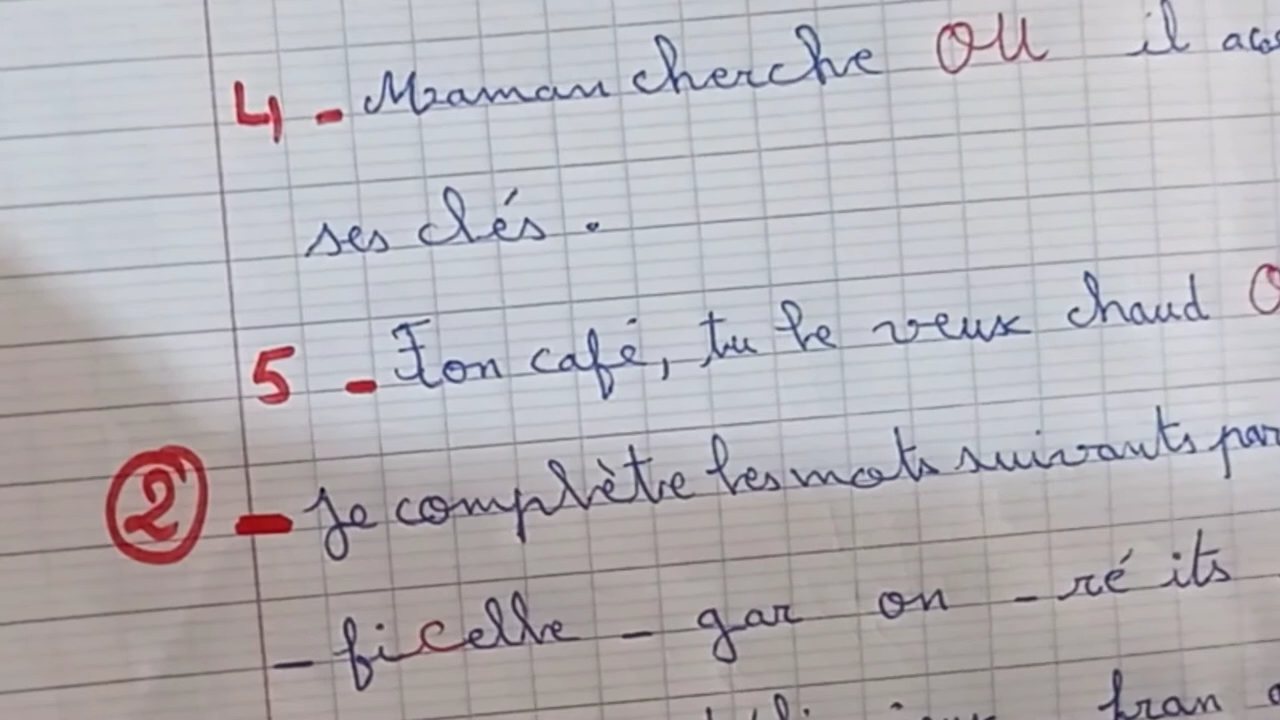 4 - Maman cherche OU il
ses clés.
5 - Ton café, tu le veux chaud
2 - Je complète les mots suivants par
- ficelle - gar on - ré its